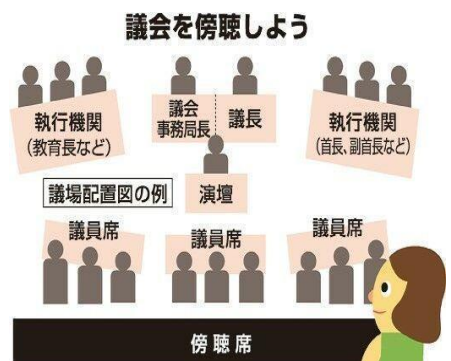 議会を傍聴しよう
執行機関
(教育長など)
議会
事務局長
議長
執行機関
(首長、副首長など)
議場配置図の例
演壇
議員席
議員席
議員席
傍聴席